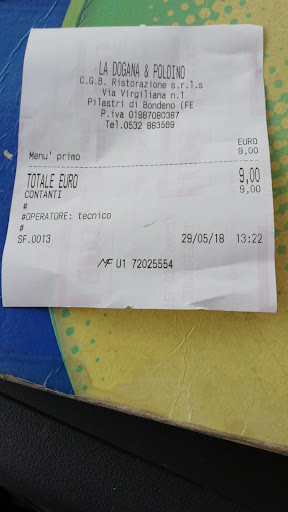 LA DOGANA & POLDINO
C.G.B. Ristorazione s.r.l.s
Via Virgiliana n.1
Pilastri di Bondeno (FE
P.iva 01987080387
Tel.0532 883569
EURO
Menu' primo 9,00
TOTALE EURO 9,00
CONTANTI 9,00
#
#OPERATORE: tecnico
#
SF.0013 29/05/18 13:22
MF U1 72025554